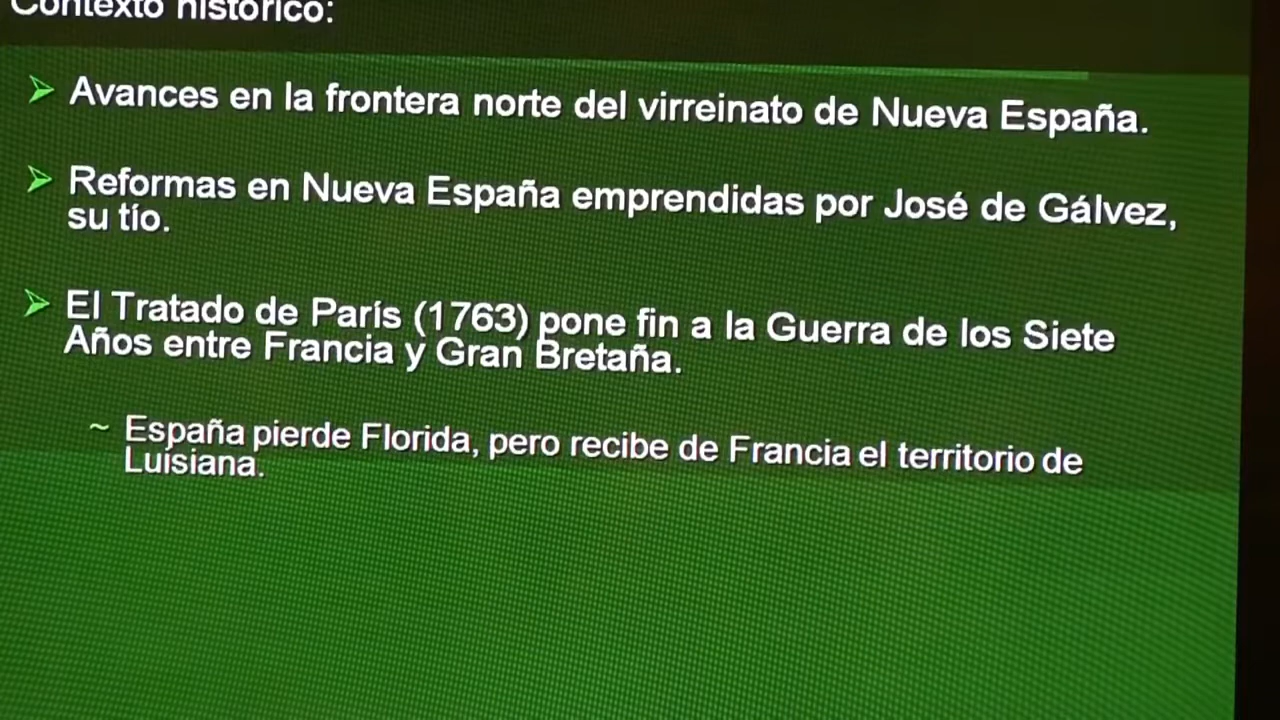 Contexto histórico:
➢ Avances en la frontera norte del virreinato de Nueva España.
➢ Reformas en Nueva España emprendidas por José de Gálvez,
su tío.
➢ El Tratado de París (1763) pone fin a la Guerra de los Siete
Años entre Francia y Gran Bretaña.
~ España pierde Florida, pero recibe de Francia el territorio de
Luisiana.